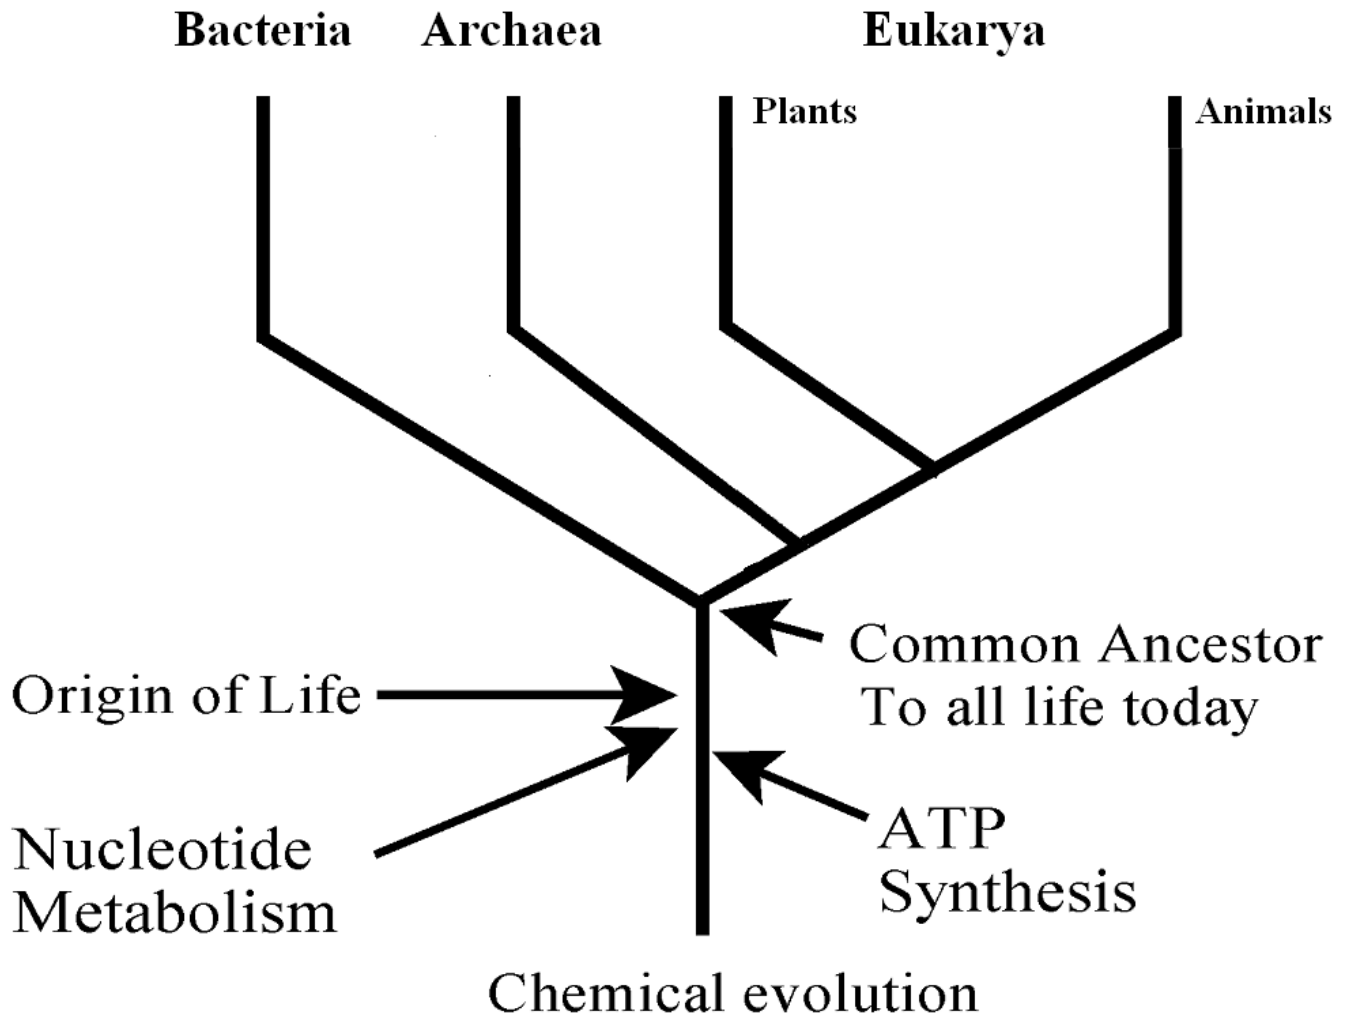 Bacteria
Archaea
Eukarya
Plants
Animals
Common Ancestor
To all life today
Origin of Life
Nucleotide
Metabolism
ATP
Synthesis
Chemical evolution